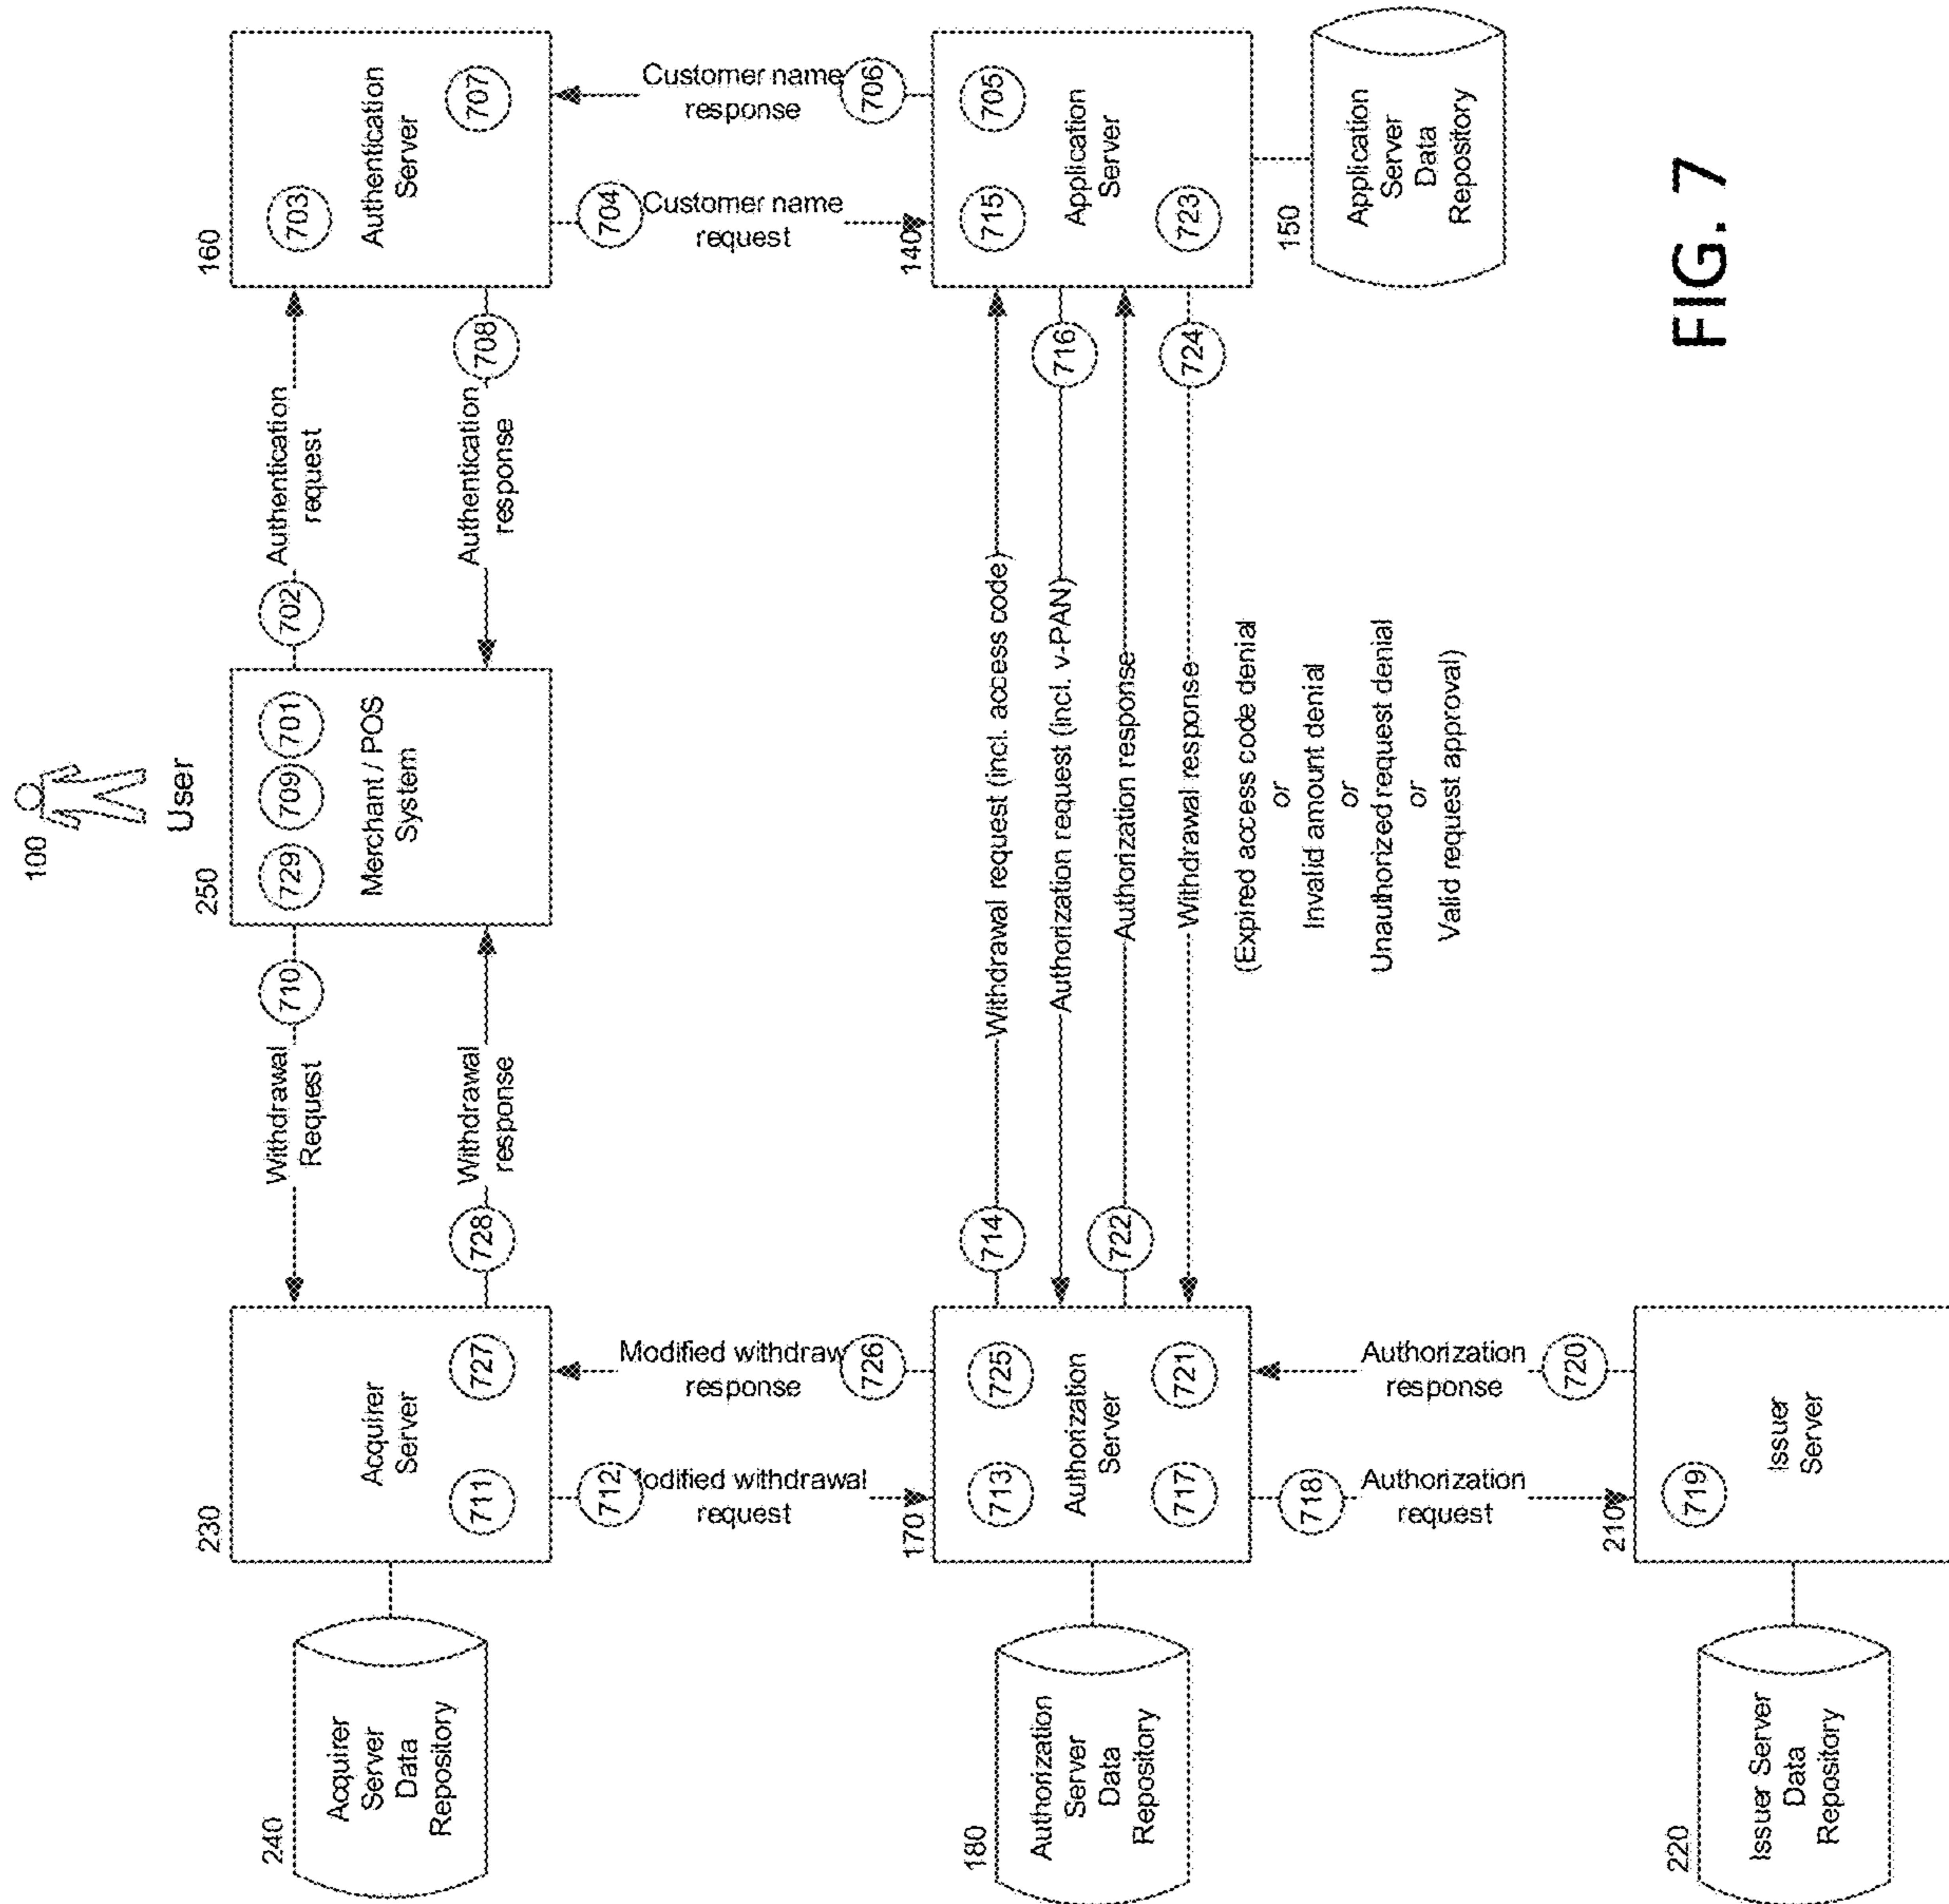 100
User
240
Acquirer
Server
Data
Repository
230
Acquirer
Server
711
727
710
Withdrawal
Request
728
Withdrawal
response
250
729
709
701
Merchant / POS
System
702
Authentication
request
708
Authentication
response
160
703
707
Authentication
Server
712
Modified withdrawal
request
726
Modified withdraw
response
704
Customer name
request
706
Customer name
response
180
Authorization
Server
Data
Repository
170
713
725
Authorization
Server
717
721
714
Withdrawal request (incl. access code)
716
Authorization request (incl. v-PAN)
722
Authorization response
724
Withdrawal response
(Expired access code denial
or
Invalid amount denial
or
Unauthorized request denial
or
Valid request approval)
140
715
705
Application
Server
723
150
Application
Server
Data
Repository
718
Authorization
request
720
Authorization
response
220
Issuer Server
Data
Repository
210
719
Issuer
Server
FIG. 7